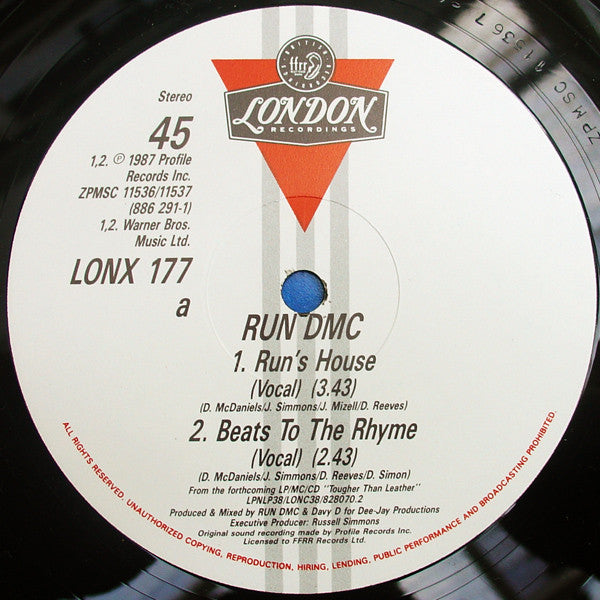 BRITISH
ffrr
RECORDINGS
LONDON
RECORDINGS
Stereo
45
1,2. ℗ 1987 Profile
Records Inc.
ZPMSC 11536/11537
(886 291-1)
1,2. Warner Bros.
Music Ltd.
LONX 177
a
RUN DMC
1. Run's House
(Vocal) (3.43)
(D. McDaniels/J. Simmons/J. Mizell/D. Reeves)
2. Beats To The Rhyme
(Vocal) (2.43)
(D. McDaniels/J. Simmons/D. Reeves/D. Simon)
From the forthcoming LP/MC/CD "Tougher Than Leather"
LPNLP38/LONC38/828070.2
Produced & Mixed by RUN DMC & Davy D for Dee-Jay Productions
Executive Producer: Russell Simmons
Original sound recording made by Profile Records Inc.
Licensed to FFRR Records Ltd.
ALL RIGHTS RESERVED. UNAUTHORIZED COPYING, REPRODUCTION, HIRING, LENDING, PUBLIC PERFORMANCE AND BROADCASTING PROHIBITED.
ZPMSC 11536